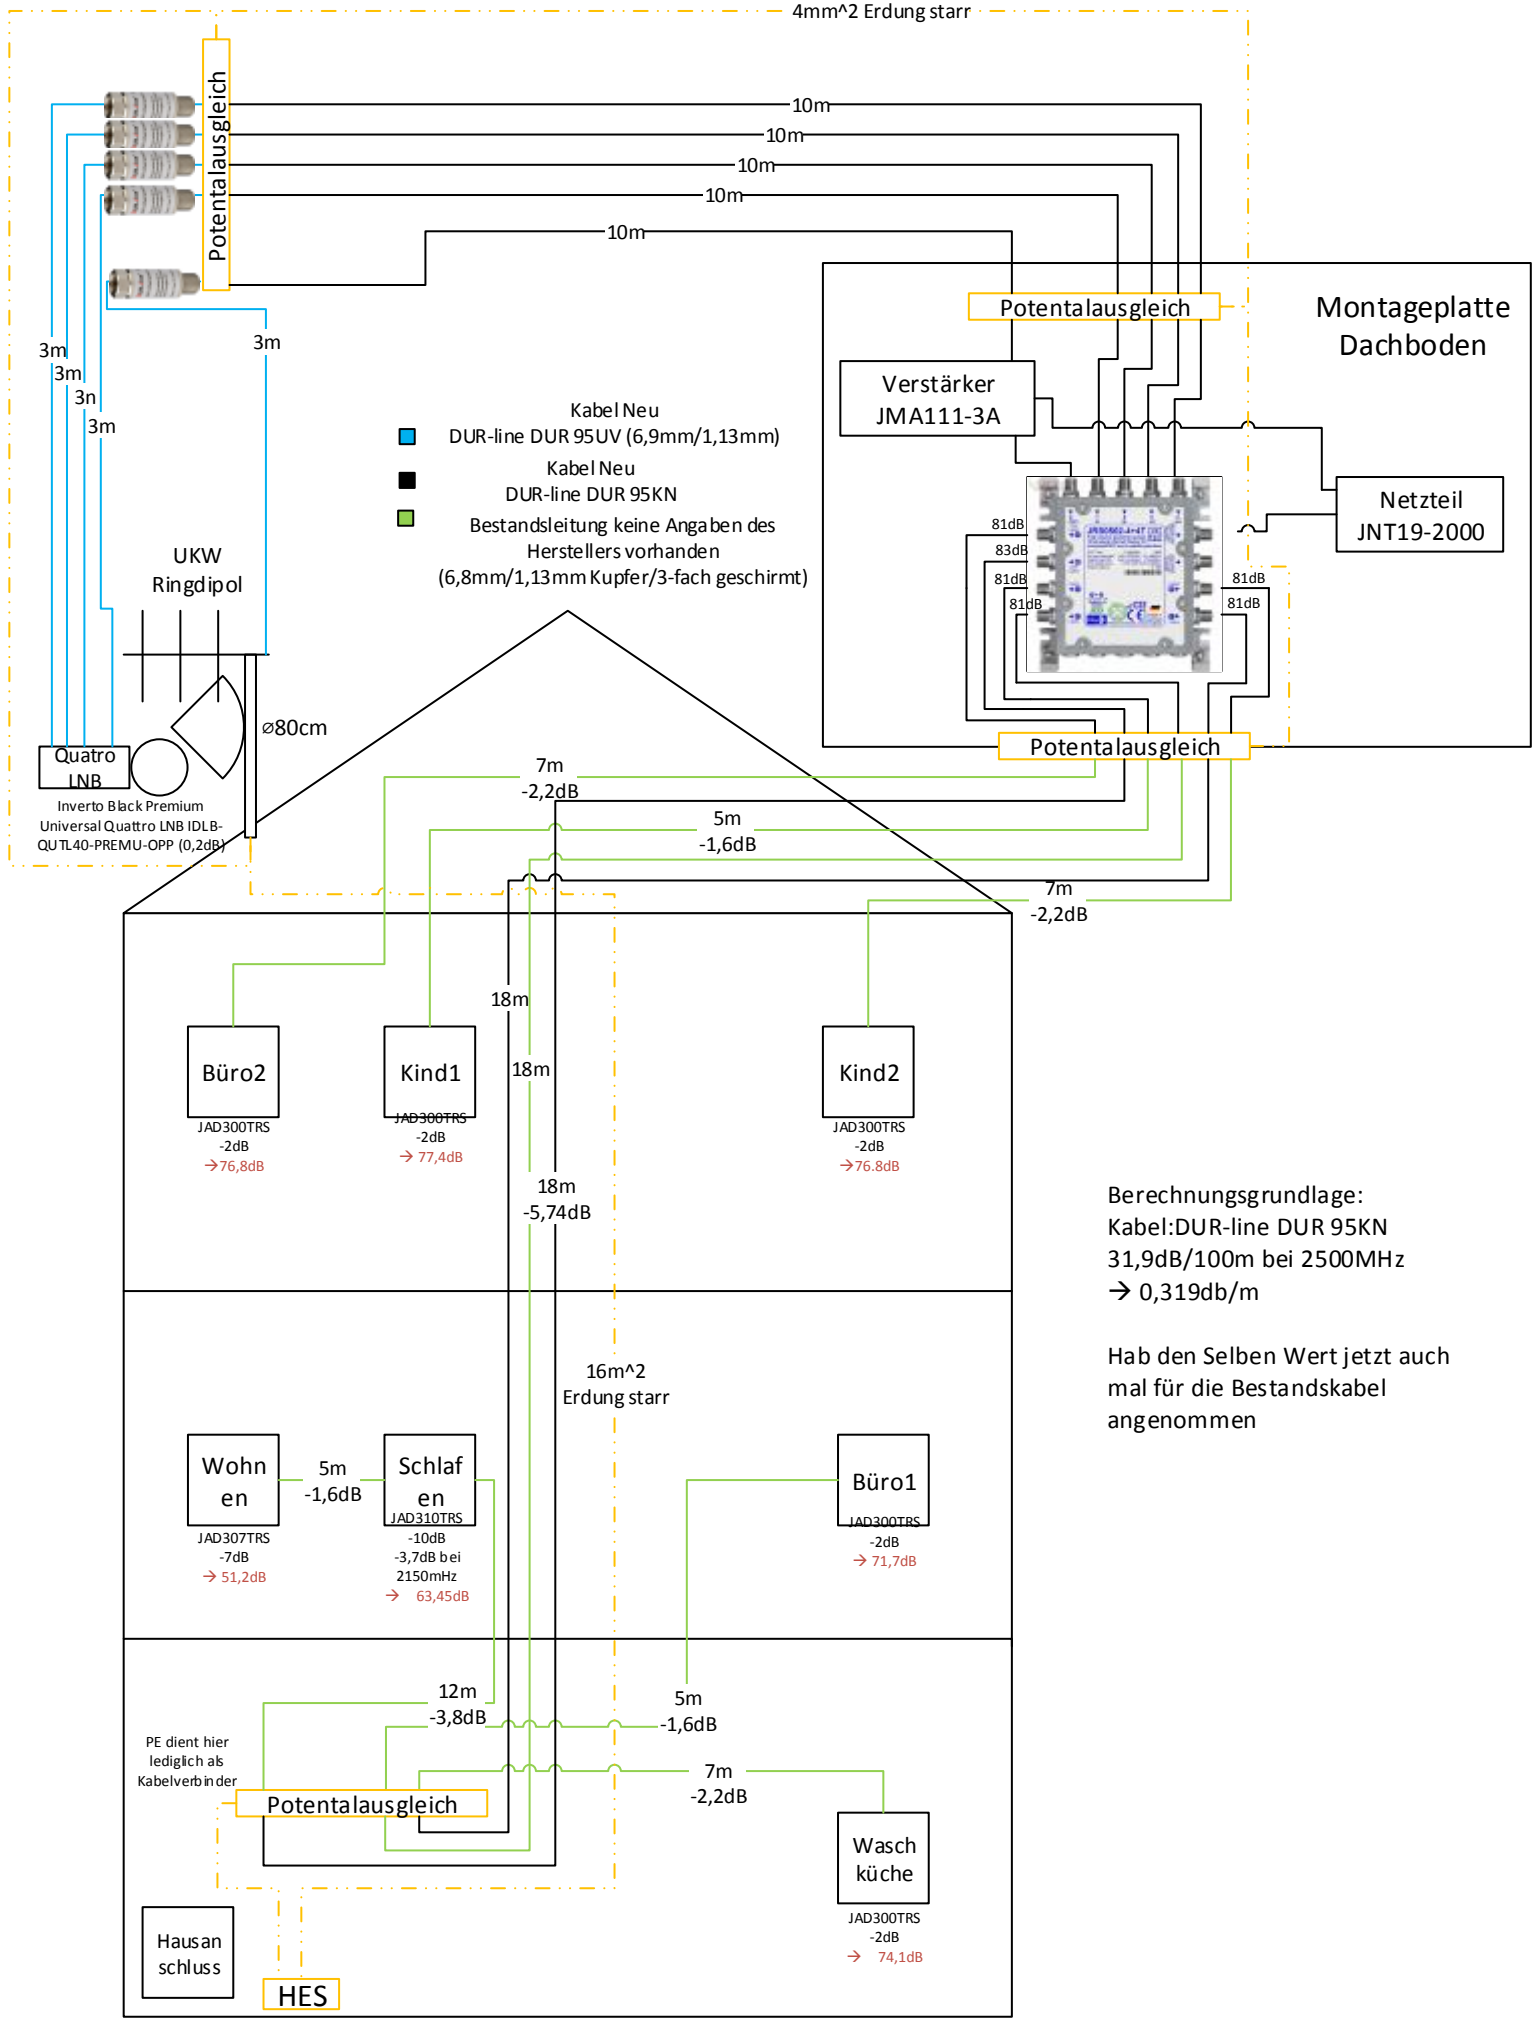 4mm^2 Erdung starr
Potentalausgleich
10m
10m
10m
10m
10m
3m
3m
3n
3m
3m
Montageplatte
Dachboden
Potentalausgleich
Verstärker
JMA111-3A
Netzteil
JNT19-2000
81dB
83dB
81dB
81dB
81dB
81dB
Potentalausgleich
Kabel Neu
DUR-line DUR 95UV (6,9mm/1,13mm)
Kabel Neu
DUR-line DUR 95KN
Bestandsleitung keine Angaben des
Herstellers vorhanden
(6,8mm/1,13mm Kupfer/3-fach geschirmt)
UKW
Ringdipol
⌀80cm
Quatro
LNB
Inverto Black Premium
Universal Quattro LNB IDLB-
QUTL40-PREMU-OPP (0,2dB)
7m
-2,2dB
5m
-1,6dB
7m
-2,2dB
18m
18m
18m
-5,74dB
Büro2
JAD300TRS
-2dB
→76,8dB
Kind1
JAD300TRS
-2dB
→ 77,4dB
Kind2
JAD300TRS
-2dB
→76.8dB
Berechnungsgrundlage:
Kabel:DUR-line DUR 95KN
31,9dB/100m bei 2500MHz
→ 0,319db/m
Hab den Selben Wert jetzt auch
mal für die Bestandskabel
angenommen
16m^2
Erdung starr
Wohn
en
JAD307TRS
-7dB
→ 51,2dB
5m
-1,6dB
Schlaf
en
JAD310TRS
-10dB
-3,7dB bei
2150mHz
→ 63,45dB
Büro1
JAD300TRS
-2dB
→ 71,7dB
12m
-3,8dB
5m
-1,6dB
7m
-2,2dB
PE dient hier
lediglich als
Kabelverbinder
Potentalausgleich
Wasch
küche
JAD300TRS
-2dB
→ 74,1dB
Hausan
schluss
HES